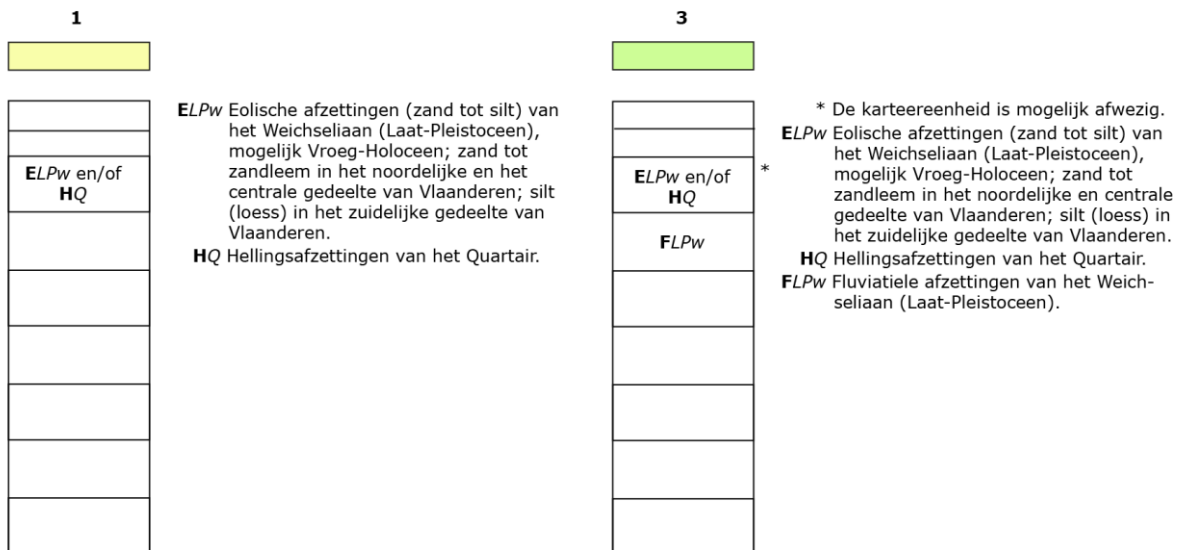 1
ELPw en/of
HQ
ELPw Eolische afzettingen (zand tot silt) van
het Weichseliaan (Laat-Pleistoceen),
mogelijk Vroeg-Holoceen; zand tot
zandleem in het noordelijke en het
centrale gedeelte van Vlaanderen; silt
(loess) in het zuidelijke gedeelte van
Vlaanderen.
HQ Hellingsafzettingen van het Quartair.
3
ELPw en/of
HQ
*
FLPw
* De karteereenheid is mogelijk afwezig.
ELPw Eolische afzettingen (zand tot silt) van
het Weichseliaan (Laat-Pleistoceen),
mogelijk Vroeg-Holoceen; zand tot
zandleem in het noordelijke en centrale
gedeelte van Vlaanderen; silt (loess) in
het zuidelijke gedeelte van Vlaanderen.
HQ Hellingsafzettingen van het Quartair.
FLPw Fluviatiele afzettingen van het Weich-
seliaan (Laat-Pleistoceen).